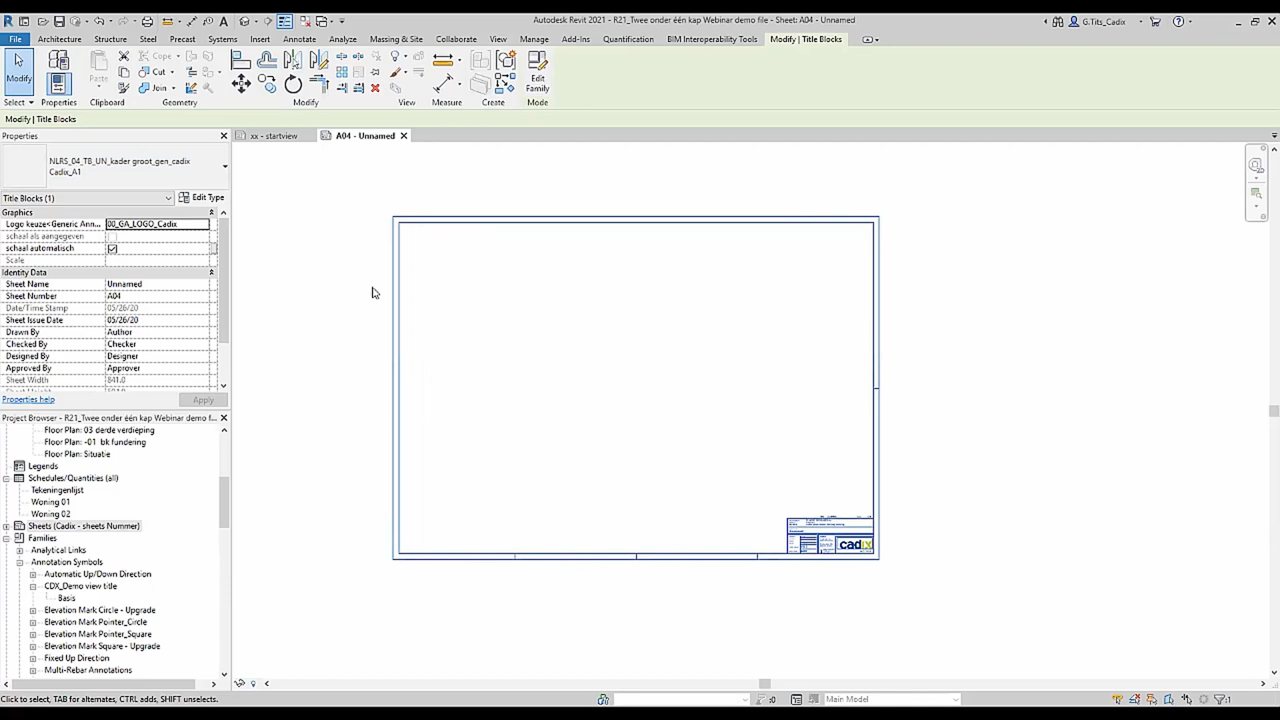 Autodesk Revit 2021 - R21_Twee onder één kap Webinar demo file - Sheet: A04 - Unnamed
G.Tits_Cadix
File Architecture Structure Steel Precast Systems Insert Annotate Analyze Massing & Site Collaborate View Manage Add-Ins Quantification BIM Interoperability Tools Modify | Title Blocks
Modify Paste Cope Cut Join Edit Family
Select Properties Clipboard Geometry Modify View Measure Create Mode
Modify | Title Blocks
Properties
xx - startview
A04 - Unnamed
NLRS_04_TB_UN_kader groot_gen_cadix
Cadix_A1
Title Blocks (1)
Edit Type
Graphics
Logo keuze<Generic Ann... 00_GA_LOGO_Cadix
schaal als aangegeven
schaal automatisch
Scale
Identity Data
Sheet Name Unnamed
Sheet Number A04
Date/Time Stamp 05/26/20
Sheet Issue Date 05/26/20
Drawn By Author
Checked By Checker
Designed By Designer
Approved By Approver
Sheet Width 841.0
Properties help
Apply
Project Browser - R21_Twee onder één kap Webinar demo f...
Floor Plan: 03 derde verdieping
Floor Plan: -01 bk fundering
Floor Plan: Situatie
Legends
Schedules/Quantities (all)
Tekeningenlijst
Woning 01
Woning 02
Sheets (Cadix - sheets Nummer)
Families
Analytical Links
Annotation Symbols
Automatic Up/Down Direction
CDX_Demo view title
Basis
Elevation Mark Circle - Upgrade
Elevation Mark Pointer_Circle
Elevation Mark Pointer_Square
Elevation Mark Square - Upgrade
Fixed Up Direction
Multi-Rebar Annotations
cadix
Click to select, TAB for alternates, CTRL adds, SHIFT unselects.
:0
Main Model
:1